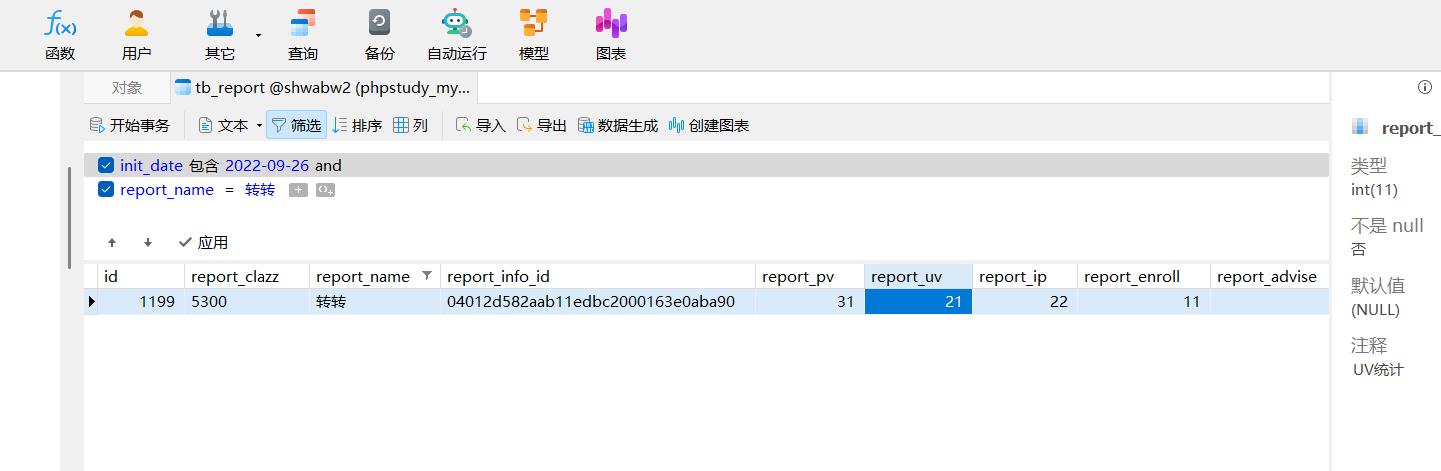 f(x)
函数 用户 其它 查询 备份 自动运行 模型 图表
对象 tb_report @shwabw2 (phpstudy_my...
开始事务 文本 筛选 排序 列 导入 导出 数据生成 创建图表
init_date 包含 2022-09-26 and
report_name = 转转
应用
id report_clazz report_name report_info_id report_pv report_uv report_ip report_enroll report_advise
1199 5300 转转 04012d582aab11edbc2000163e0aba90 31 21 22 11
report_
类型
int(11)
不是 null
否
默认值
(NULL)
注释
UV统计